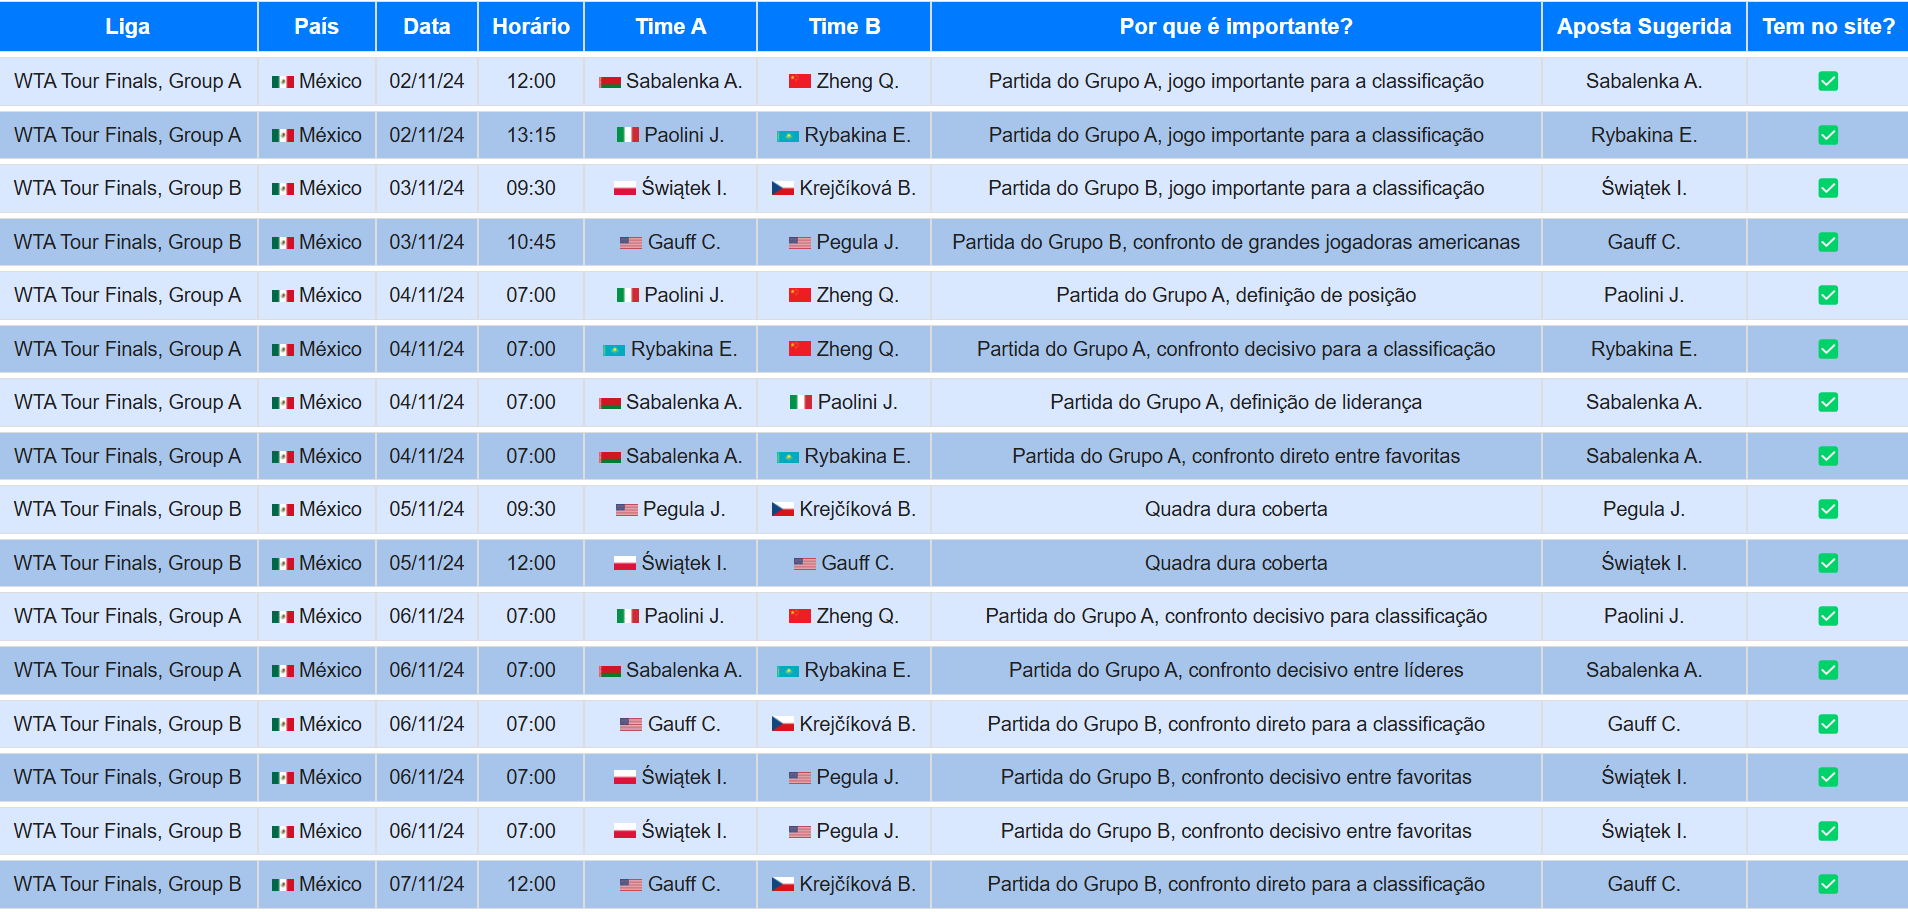 Liga País Data Horário Time A Time B Por que é importante? Aposta Sugerida Tem no site?
WTA Tour Finals, Group A México 02/11/24 12:00 Sabalenka A. Zheng Q. Partida do Grupo A, jogo importante para a classificação Sabalenka A.
WTA Tour Finals, Group A México 02/11/24 13:15 Paolini J. Rybakina E. Partida do Grupo A, jogo importante para a classificação Rybakina E.
WTA Tour Finals, Group B México 03/11/24 09:30 Świątek I. Krejčíková B. Partida do Grupo B, jogo importante para a classificação Świątek I.
WTA Tour Finals, Group B México 03/11/24 10:45 Gauff C. Pegula J. Partida do Grupo B, confronto de grandes jogadoras americanas Gauff C.
WTA Tour Finals, Group A México 04/11/24 07:00 Paolini J. Zheng Q. Partida do Grupo A, definição de posição Paolini J.
WTA Tour Finals, Group A México 04/11/24 07:00 Rybakina E. Zheng Q. Partida do Grupo A, confronto decisivo para a classificação Rybakina E.
WTA Tour Finals, Group A México 04/11/24 07:00 Sabalenka A. Paolini J. Partida do Grupo A, definição de liderança Sabalenka A.
WTA Tour Finals, Group A México 04/11/24 07:00 Sabalenka A. Rybakina E. Partida do Grupo A, confronto direto entre favoritas Sabalenka A.
WTA Tour Finals, Group B México 05/11/24 09:30 Pegula J. Krejčíková B. Quadra dura coberta Pegula J.
WTA Tour Finals, Group B México 05/11/24 12:00 Świątek I. Gauff C. Quadra dura coberta Świątek I.
WTA Tour Finals, Group A México 06/11/24 07:00 Paolini J. Zheng Q. Partida do Grupo A, confronto decisivo para classificação Paolini J.
WTA Tour Finals, Group A México 06/11/24 07:00 Sabalenka A. Rybakina E. Partida do Grupo A, confronto decisivo entre líderes Sabalenka A.
WTA Tour Finals, Group B México 06/11/24 07:00 Gauff C. Krejčíková B. Partida do Grupo B, confronto direto para a classificação Gauff C.
WTA Tour Finals, Group B México 06/11/24 07:00 Świątek I. Pegula J. Partida do Grupo B, confronto decisivo entre favoritas Świątek I.
WTA Tour Finals, Group B México 06/11/24 07:00 Świątek I. Pegula J. Partida do Grupo B, confronto decisivo entre favoritas Świątek I.
WTA Tour Finals, Group B México 07/11/24 12:00 Gauff C. Krejčíková B. Partida do Grupo B, confronto direto para a classificação Gauff C.